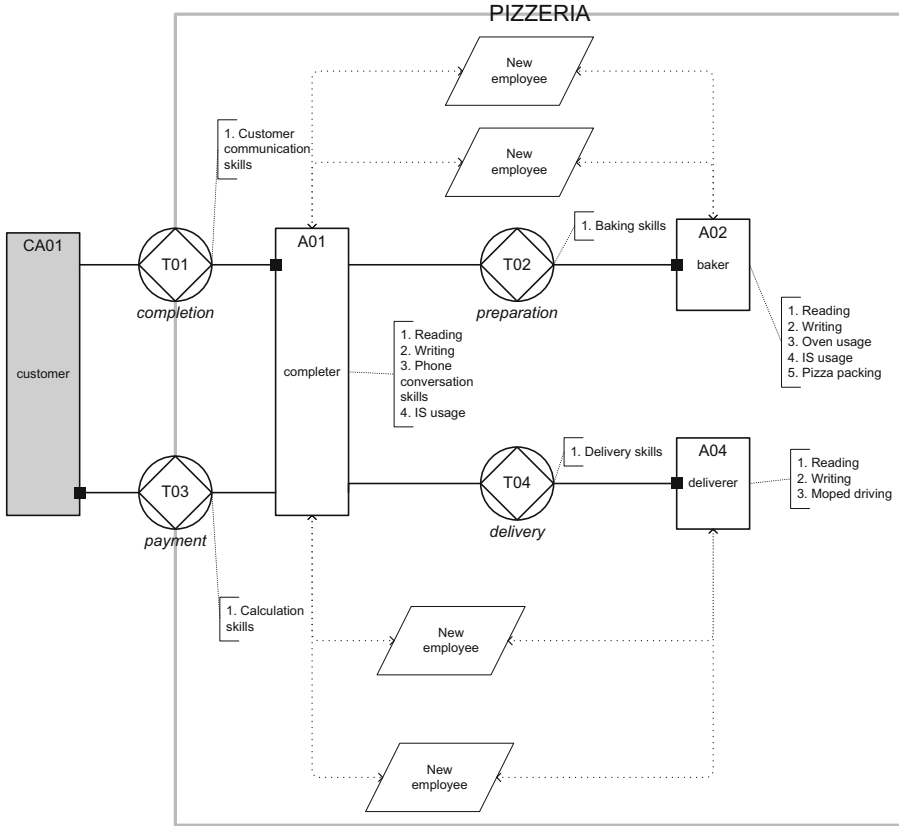 PIZZERIA
New
employee
New
employee
1. Customer
communication
skills
CA01
customer
T01
completion
A01
completer
T02
preparation
1. Baking skills
A02
baker
1. Reading
2. Writing
3. Phone
conversation
skills
4. IS usage
1. Reading
2. Writing
3. Oven usage
4. IS usage
5. Pizza packing
T03
payment
T04
delivery
1. Delivery skills
A04
deliverer
1. Reading
2. Writing
3. Moped driving
1. Calculation
skills
New
employee
New
employee